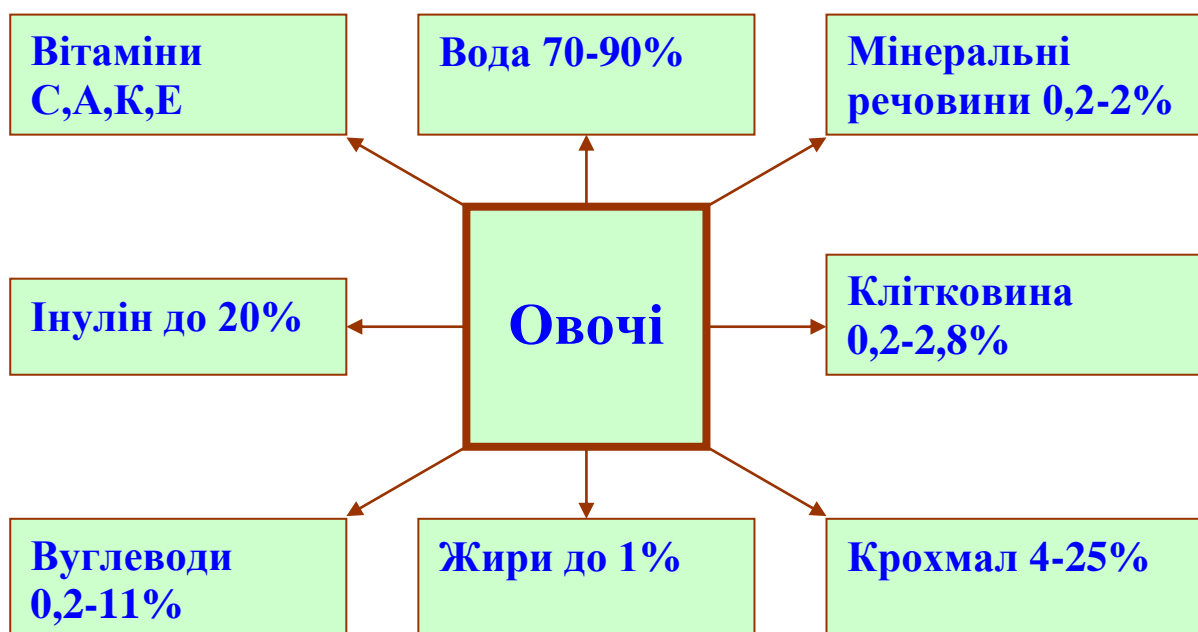 Вітаміни
С,А,К,Е
Вода 70-90%
Мінеральні
речовини 0,2-2%
Інулін до 20%
Овочі
Клітковина
0,2-2,8%
Вуглеводи
0,2-11%
Жири до 1%
Крохмал 4-25%